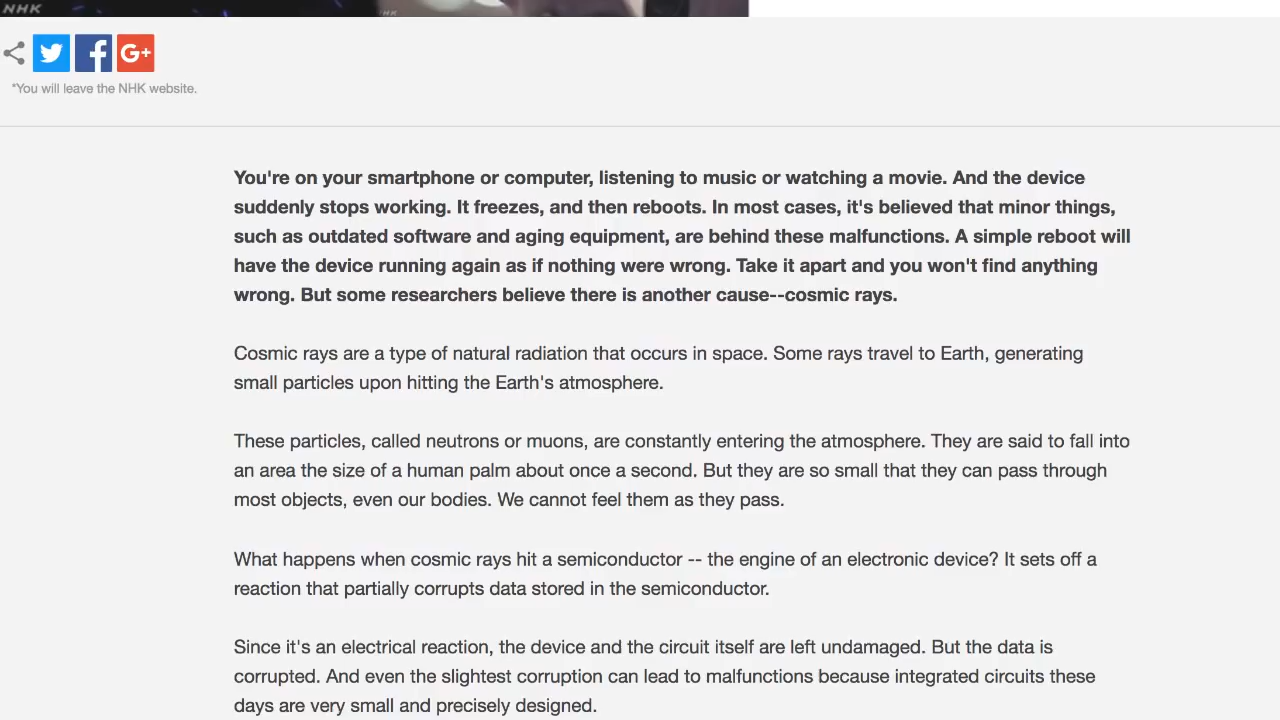 NHK
NHK
G+
*You will leave the NHK website.
You're on your smartphone or computer, listening to music or watching a movie. And the device
suddenly stops working. It freezes, and then reboots. In most cases, it's believed that minor things,
such as outdated software and aging equipment, are behind these malfunctions. A simple reboot will
have the device running again as if nothing were wrong. Take it apart and you won't find anything
wrong. But some researchers believe there is another cause--cosmic rays.
Cosmic rays are a type of natural radiation that occurs in space. Some rays travel to Earth, generating
small particles upon hitting the Earth's atmosphere.
These particles, called neutrons or muons, are constantly entering the atmosphere. They are said to fall into
an area the size of a human palm about once a second. But they are so small that they can pass through
most objects, even our bodies. We cannot feel them as they pass.
What happens when cosmic rays hit a semiconductor -- the engine of an electronic device? It sets off a
reaction that partially corrupts data stored in the semiconductor.
Since it's an electrical reaction, the device and the circuit itself are left undamaged. But the data is
corrupted. And even the slightest corruption can lead to malfunctions because integrated circuits these
days are very small and precisely designed.